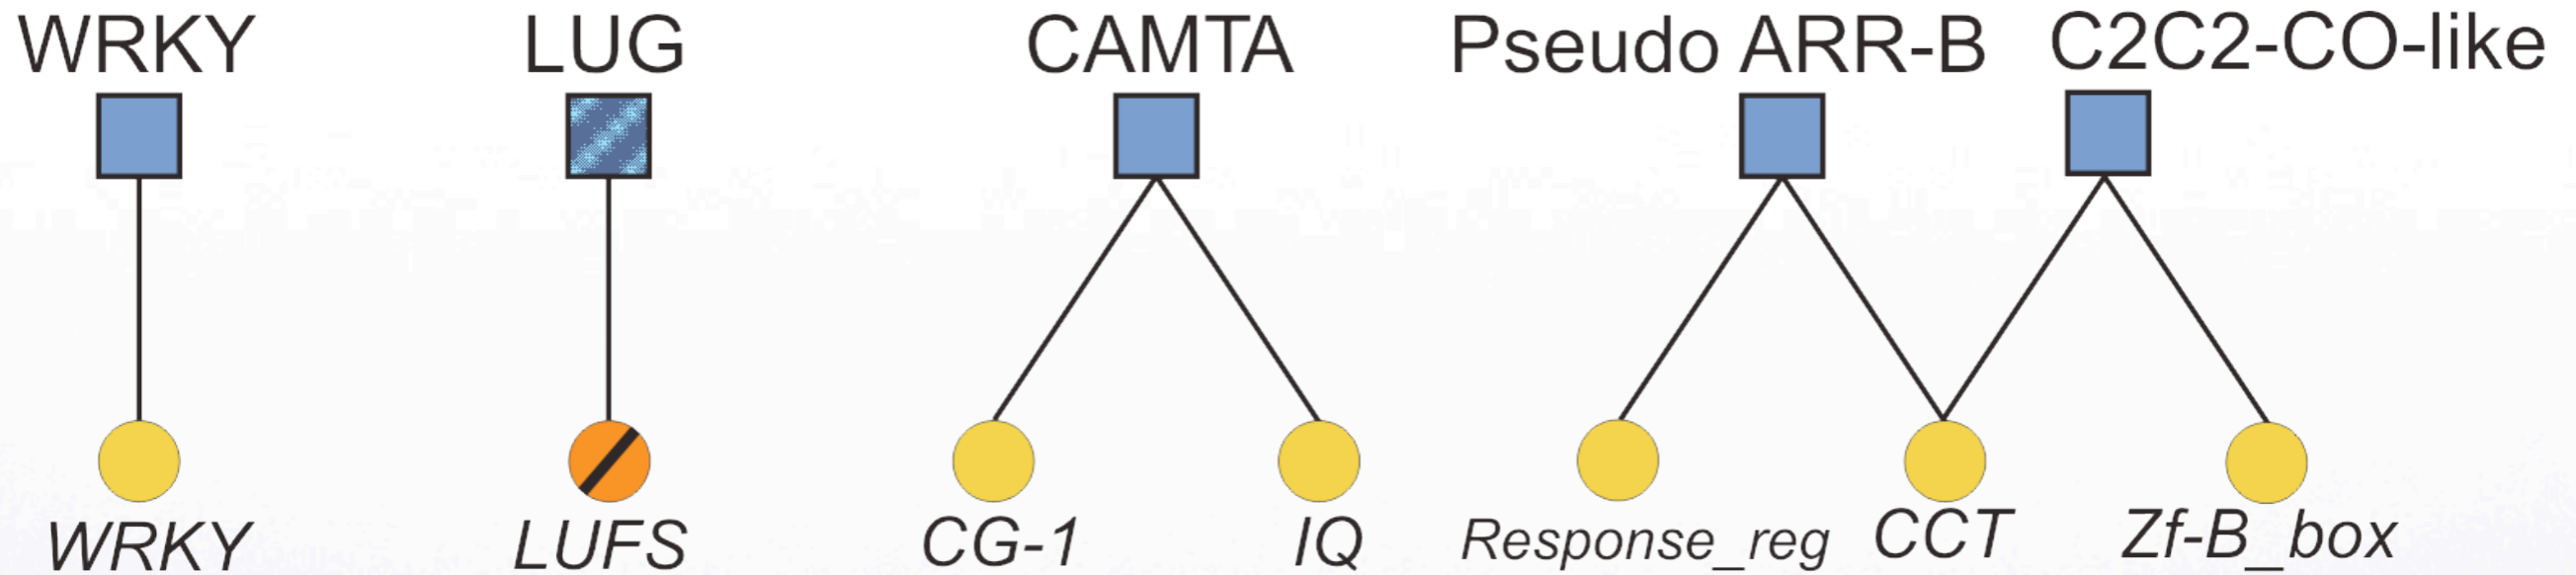 WRKY LUG CAMTA Pseudo ARR-B C2C2-CO-like
WRKY LUFS CG-1 IQ Response_reg CCT Zf-B_box